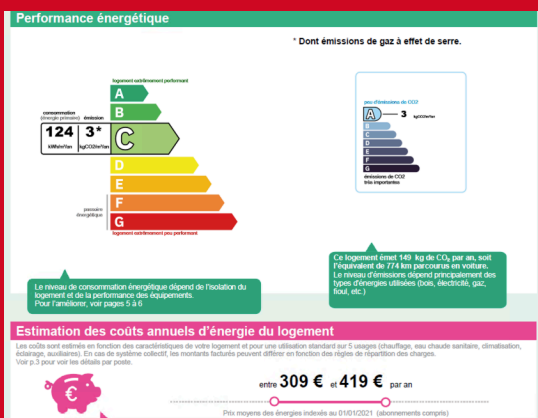 Performance énergétique
* Dont émissions de gaz à effet de serre.
logement extrêmement performant
A
B
consommation
(énergie primaire) émission
124 3*
kWh/m²/an kgCO2/m²/an
C
D
E
F
G
passoire
énergétique
logement extrêmement peu performant
peu d'émissions de CO2
A 3 kgCO2/m²/an
B
C
D
E
F
G
émissions de CO2
très importantes
Le niveau de consommation énergétique dépend de l'isolation du
logement et de la performance des équipements.
Pour l'améliorer, voir pages 5 à 6
Ce logement émet 149 kg de CO₂ par an, soit
l'équivalent de 774 km parcourus en voiture.
Le niveau d'émissions dépend principalement des
types d'énergies utilisées (bois, électricité, gaz,
fioul, etc.)
Estimation des coûts annuels d'énergie du logement
Les coûts sont estimés en fonction des caractéristiques de votre logement et pour une utilisation standard sur 5 usages (chauffage, eau chaude sanitaire, climatisation,
éclairage, auxiliaires). En cas de système collectif, les montants facturés peuvent différer en fonction des règles de répartition des charges.
Voir p.3 pour voir les détails par poste.
€
entre 309 € et 419 € par an
Prix moyens des énergies indexés au 01/01/2021 (abonnements compris)